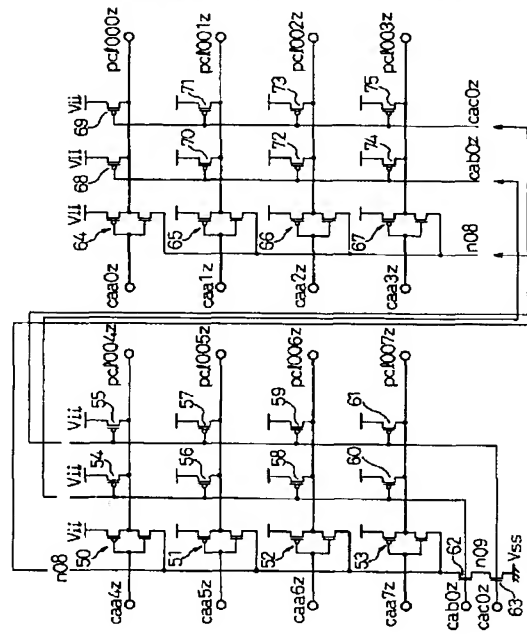 n08
Vii
Vii
Vii
54
55
pcl004z
caa4z
50
56
57
pcl005z
caa5z
51
58
59
pcl006z
caa6z
52
60
61
pcl007z
caa7z
53
62
cab0z
n09
cac0z
63
Vss
Vii
Vii
Vii
64
68
69
pcl000z
caa0z
65
70
71
pcl001z
caa1z
66
72
73
pcl002z
caa2z
67
74
75
pcl003z
caa3z
n08
cab0z
cac0z